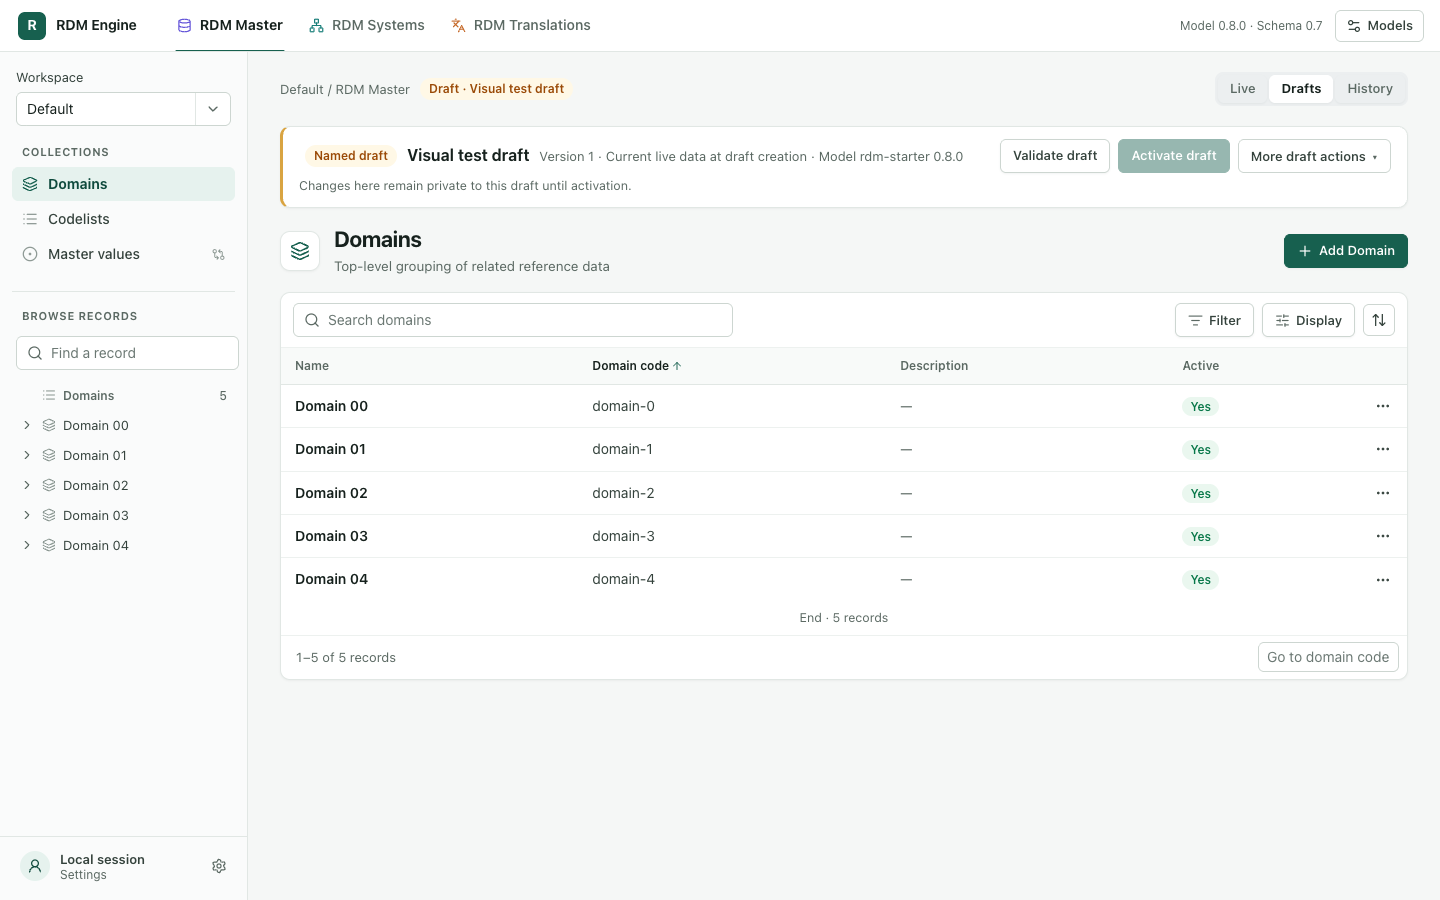 R RDM Engine
RDM Master
RDM Systems
RDM Translations
Model 0.8.0 · Schema 0.7
Models
Workspace
Default
COLLECTIONS
Domains
Codelists
Master values
BROWSE RECORDS
Find a record
Domains 5
Domain 00
Domain 01
Domain 02
Domain 03
Domain 04
Local session
Settings
Default / RDM Master
Draft · Visual test draft
Live
Drafts
History
Named draft Visual test draft Version 1 · Current live data at draft creation · Model rdm-starter 0.8.0
Validate draft
Activate draft
More draft actions
Changes here remain private to this draft until activation.
Domains
Top-level grouping of related reference data
Add Domain
Search domains
Filter
Display
Name Domain code ↑ Description Active
Domain 00 domain-0 — Yes
Domain 01 domain-1 — Yes
Domain 02 domain-2 — Yes
Domain 03 domain-3 — Yes
Domain 04 domain-4 — Yes
End · 5 records
1–5 of 5 records
Go to domain code